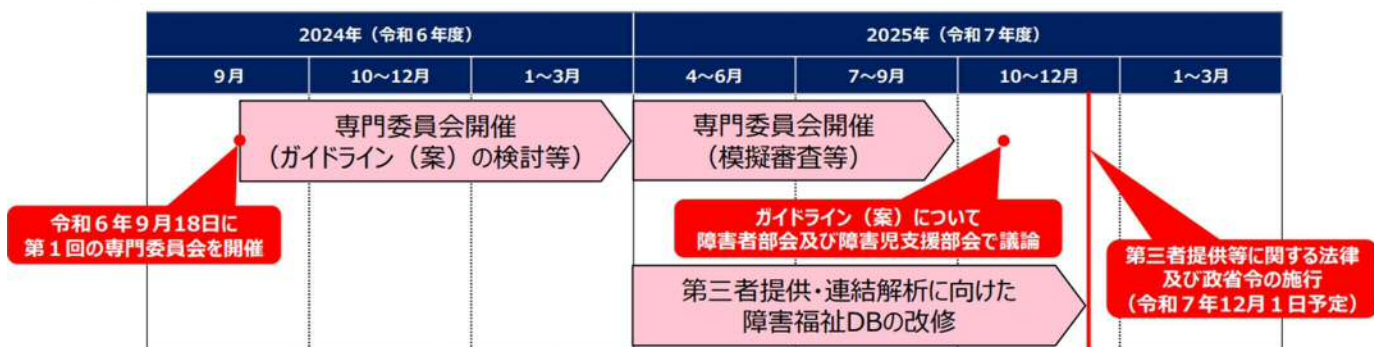 2024年（令和６年度）
2025年（令和７年度）
9月
10～12月
1～3月
4～6月
7～9月
10～12月
1～3月
専門委員会開催
（ガイドライン（案）の検討等）
専門委員会開催
（模擬審査等）
令和６年９月18日に
第１回の専門委員会を開催
ガイドライン（案）について
障害者部会及び障害児支援部会で議論
第三者提供等に関する法律
及び政省令の施行
（令和７年12月１日予定）
第三者提供・連結解析に向けた
障害福祉DBの改修